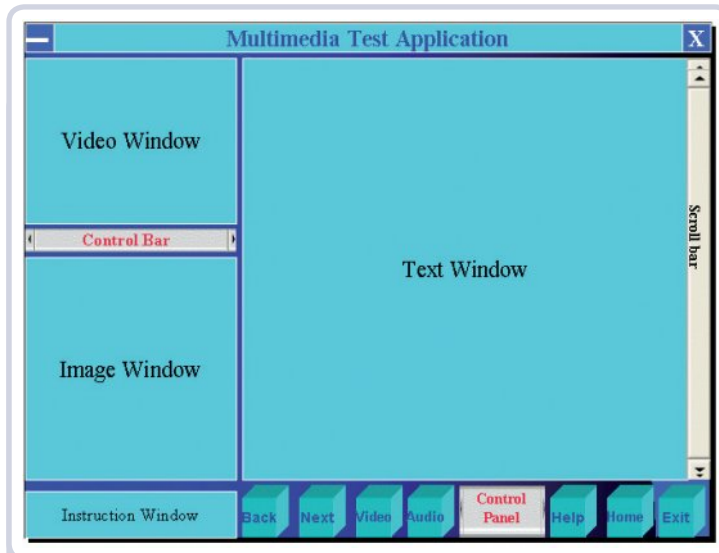 Multimedia Test Application
X
Video Window
Control Bar
Image Window
Text Window
Scroll bar
Instruction Window
Back
Next
Video
Audio
Control
Panel
Help
Home
Exit